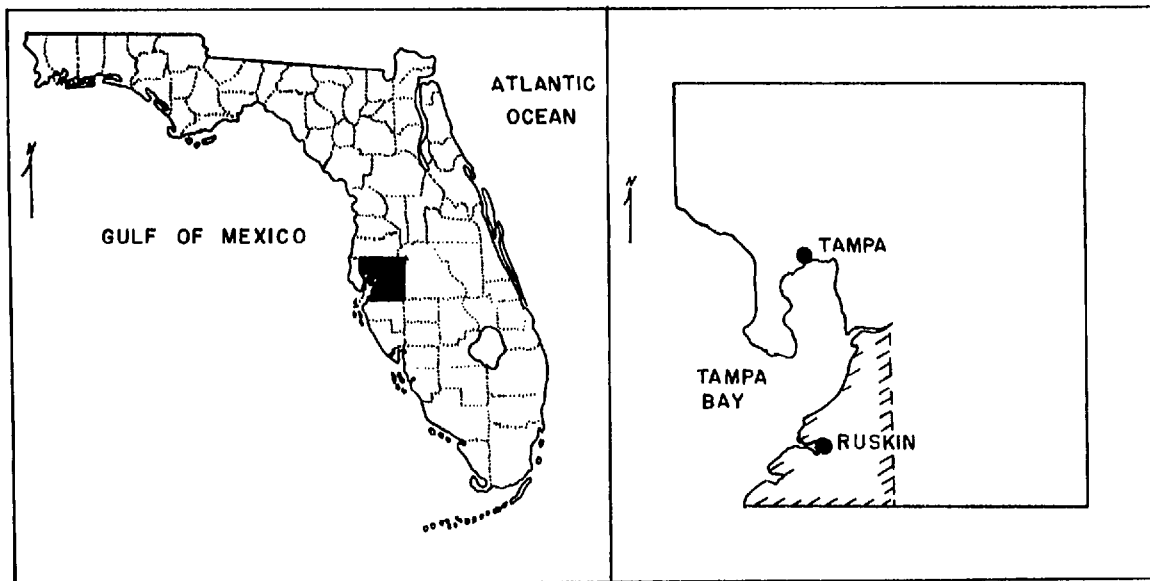 ATLANTIC
OCEAN
N
GULF OF MEXICO
N
TAMPA
TAMPA
BAY
RUSKIN